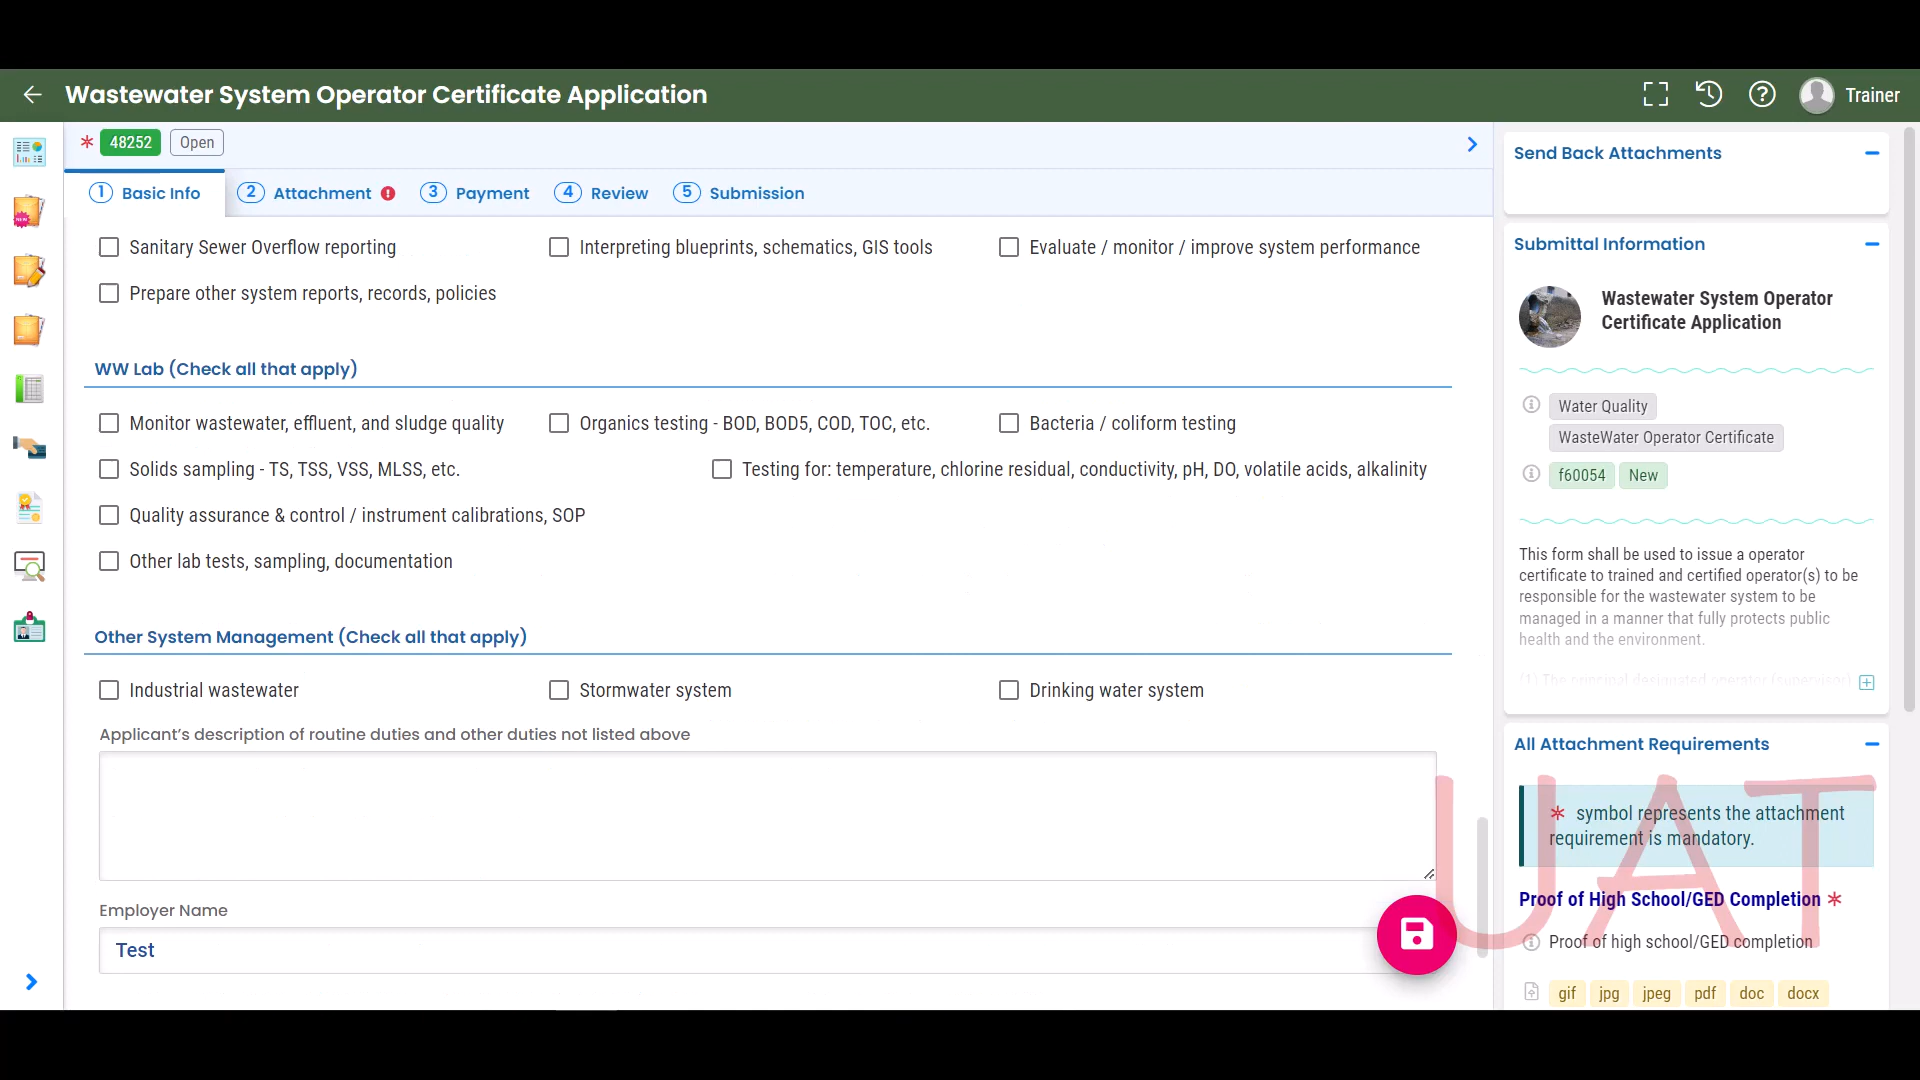 Wastewater System Operator Certificate Application
Trainer
* 48252 Open
1 Basic Info 2 Attachment 3 Payment 4 Review 5 Submission
Sanitary Sewer Overflow reporting
Interpreting blueprints, schematics, GIS tools
Evaluate / monitor / improve system performance
Prepare other system reports, records, policies
WW Lab (Check all that apply)
Monitor wastewater, effluent, and sludge quality
Organics testing - BOD, BOD5, COD, TOC, etc.
Bacteria / coliform testing
Solids sampling - TS, TSS, VSS, MLSS, etc.
Testing for: temperature, chlorine residual, conductivity, pH, DO, volatile acids, alkalinity
Quality assurance & control / instrument calibrations, SOP
Other lab tests, sampling, documentation
Other System Management (Check all that apply)
Industrial wastewater
Stormwater system
Drinking water system
Applicant's description of routine duties and other duties not listed above
Employer Name
Test
Send Back Attachments
Submittal Information
Wastewater System Operator
Certificate Application
Water Quality
WasteWater Operator Certificate
f60054 New
This form shall be used to issue a operator
certificate to trained and certified operator(s) to be
responsible for the wastewater system to be
managed in a manner that fully protects public
health and the environment.
(1) The principal designated operator (supervisor)
All Attachment Requirements
* symbol represents the attachment
requirement is mandatory.
Proof of High School/GED Completion *
Proof of high school/GED completion
gif jpg jpeg pdf doc docx
UAT
NEW